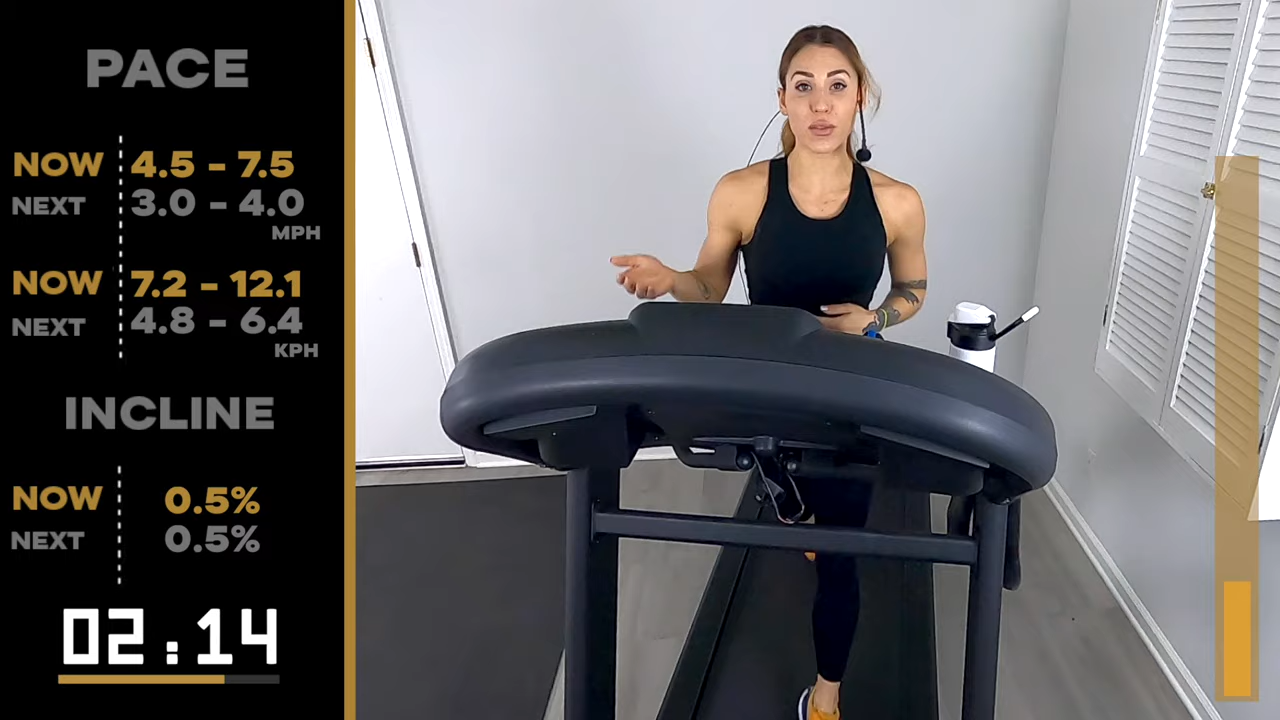 PACE
NOW 4.5 - 7.5
NEXT 3.0 - 4.0
MPH
NOW 7.2 - 12.1
NEXT 4.8 - 6.4
KPH
INCLINE
NOW 0.5%
NEXT 0.5%
02:14